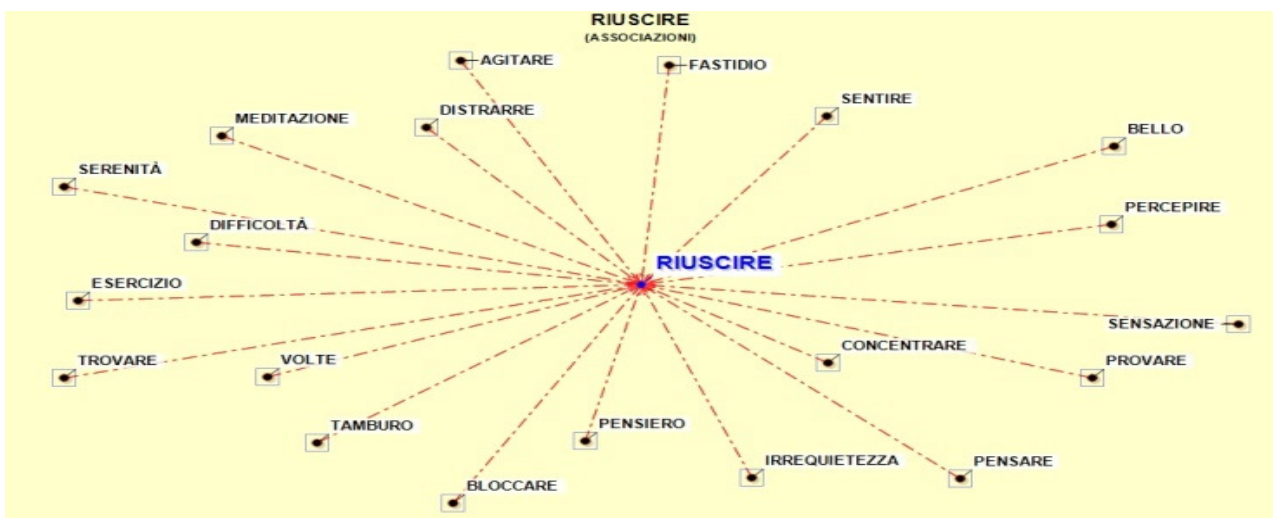 RIUSCIRE
(ASSOCIAZIONI)
AGITARE
FASTIDIO
SENTIRE
DISTRARRE
MEDITAZIONE
BELLO
SERENITÀ
PERCEPIRE
DIFFICOLTÀ
RIUSCIRE
ESERCIZIO
SENSAZIONE
CONCENTRARE
TROVARE
VOLTE
PROVARE
TAMBURO
PENSIERO
IRREQUIETEZZA
PENSARE
BLOCCARE